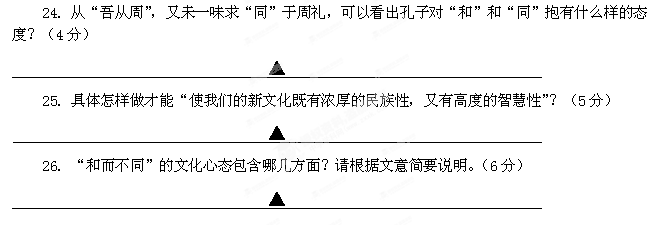 24. 从“吾从周”，又未一味求“同”于周礼，可以看出孔子对“和”和“同”抱有什么样的态
度？（4分）
▲
25. 具体怎样做才能“使我们的新文化既有浓厚的民族性，又有高度的智慧性”？（5分）
▲
26. “和而不同”的文化心态包含哪几方面？请根据文意简要说明。（6分）
▲